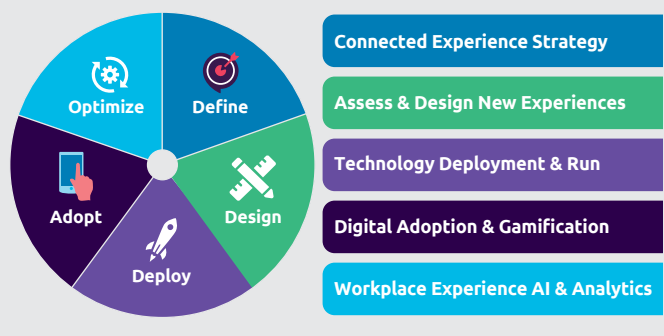 Optimize
Define
Adopt
Design
Deploy
Connected Experience Strategy
Assess & Design New Experiences
Technology Deployment & Run
Digital Adoption & Gamification
Workplace Experience AI & Analytics